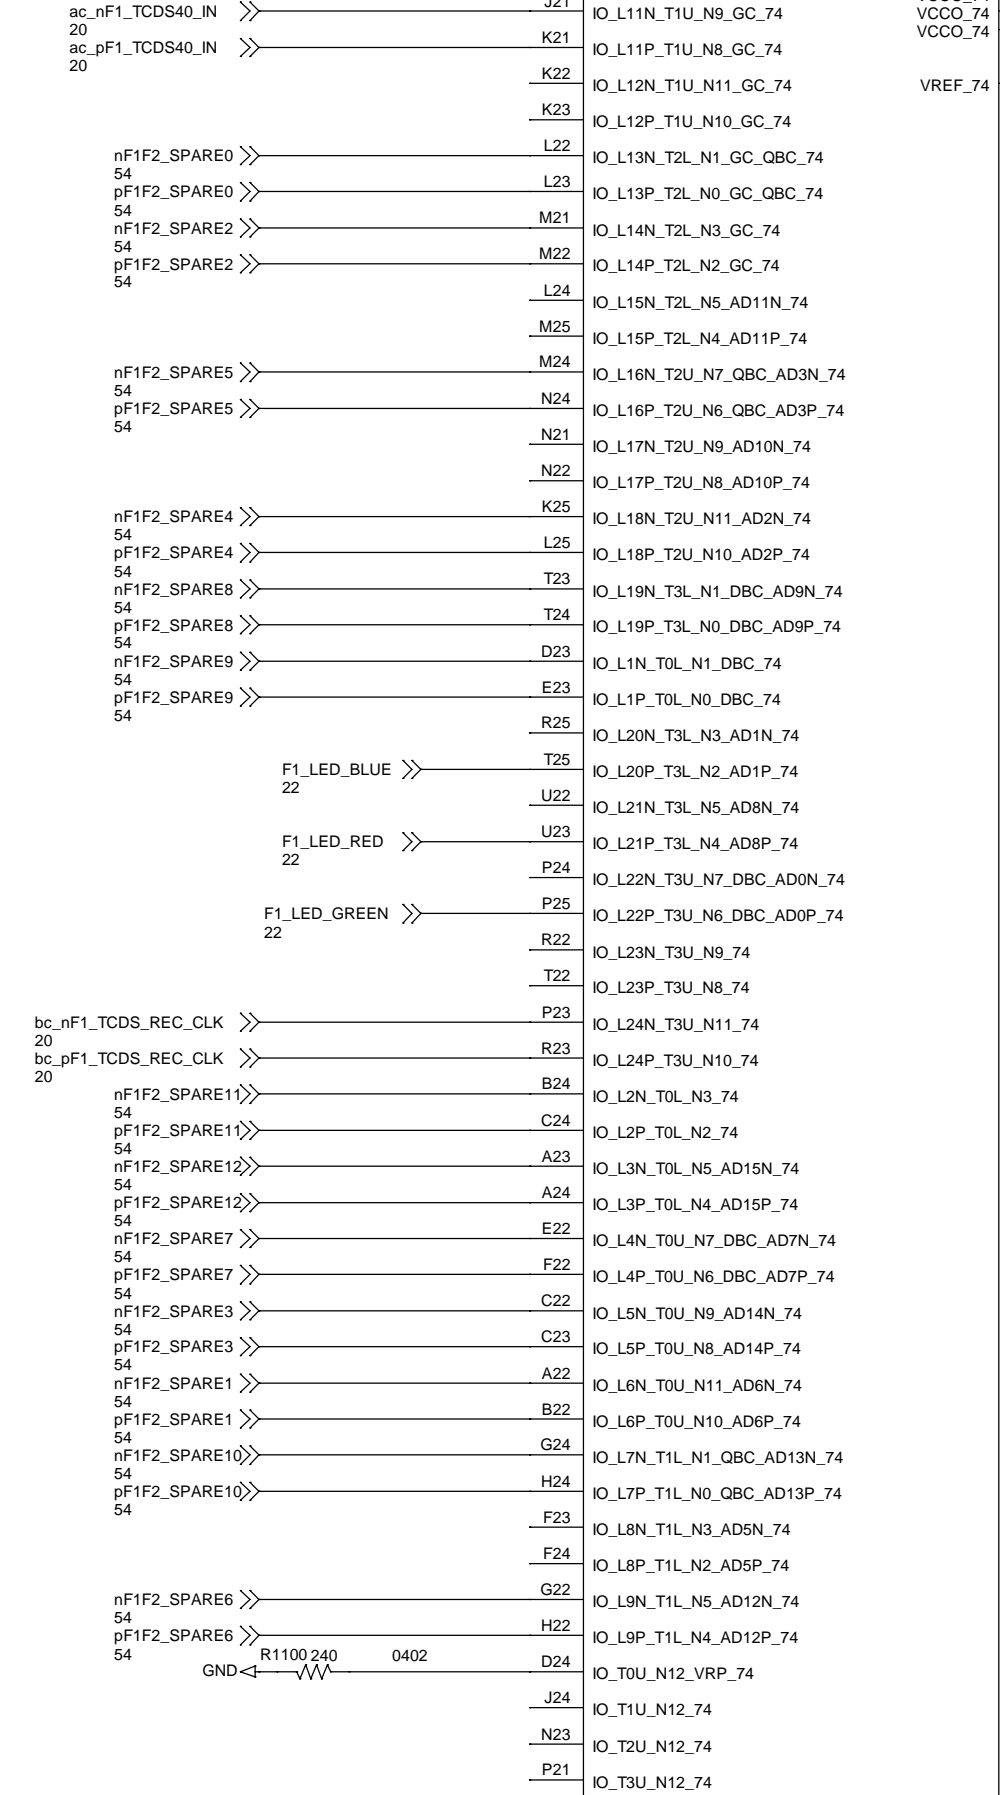 J21 IO_L11N_T1U_N9_GC_74 VCCO_74
ac_nF1_TCDS40_IN
20
VCCO_74
ac_pF1_TCDS40_IN K21 IO_L11P_T1U_N8_GC_74
20
K22 IO_L12N_T1U_N11_GC_74 VREF_74
K23 IO_L12P_T1U_N10_GC_74
nF1F2_SPARE0 L22 IO_L13N_T2L_N1_GC_QBC_74
54
pF1F2_SPARE0 L23 IO_L13P_T2L_N0_GC_QBC_74
54
nF1F2_SPARE2 M21 IO_L14N_T2L_N3_GC_74
54
pF1F2_SPARE2 M22 IO_L14P_T2L_N2_GC_74
54
L24 IO_L15N_T2L_N5_AD11N_74
M25 IO_L15P_T2L_N4_AD11P_74
nF1F2_SPARE5 M24 IO_L16N_T2U_N7_QBC_AD3N_74
54
pF1F2_SPARE5 N24 IO_L16P_T2U_N6_QBC_AD3P_74
54
N21 IO_L17N_T2U_N9_AD10N_74
N22 IO_L17P_T2U_N8_AD10P_74
nF1F2_SPARE4 K25 IO_L18N_T2U_N11_AD2N_74
54
pF1F2_SPARE4 L25 IO_L18P_T2U_N10_AD2P_74
54
nF1F2_SPARE8 T23 IO_L19N_T3L_N1_DBC_AD9N_74
54
pF1F2_SPARE8 T24 IO_L19P_T3L_N0_DBC_AD9P_74
54
nF1F2_SPARE9 D23 IO_L1N_T0L_N1_DBC_74
54
pF1F2_SPARE9 E23 IO_L1P_T0L_N0_DBC_74
54
R25 IO_L20N_T3L_N3_AD1N_74
F1_LED_BLUE T25 IO_L20P_T3L_N2_AD1P_74
22
U22 IO_L21N_T3L_N5_AD8N_74
F1_LED_RED U23 IO_L21P_T3L_N4_AD8P_74
22
P24 IO_L22N_T3U_N7_DBC_AD0N_74
F1_LED_GREEN P25 IO_L22P_T3U_N6_DBC_AD0P_74
22
R22 IO_L23N_T3U_N9_74
T22 IO_L23P_T3U_N8_74
bc_nF1_TCDS_REC_CLK P23 IO_L24N_T3U_N11_74
20
bc_pF1_TCDS_REC_CLK R23 IO_L24P_T3U_N10_74
20
nF1F2_SPARE11 B24 IO_L2N_T0L_N3_74
54
pF1F2_SPARE11 C24 IO_L2P_T0L_N2_74
54
nF1F2_SPARE12 A23 IO_L3N_T0L_N5_AD15N_74
54
pF1F2_SPARE12 A24 IO_L3P_T0L_N4_AD15P_74
54
nF1F2_SPARE7 E22 IO_L4N_T0U_N7_DBC_AD7N_74
54
pF1F2_SPARE7 F22 IO_L4P_T0U_N6_DBC_AD7P_74
54
nF1F2_SPARE3 C22 IO_L5N_T0U_N9_AD14N_74
54
pF1F2_SPARE3 C23 IO_L5P_T0U_N8_AD14P_74
54
nF1F2_SPARE1 A22 IO_L6N_T0U_N11_AD6N_74
54
pF1F2_SPARE1 B22 IO_L6P_T0U_N10_AD6P_74
54
nF1F2_SPARE10 G24 IO_L7N_T1L_N1_QBC_AD13N_74
54
pF1F2_SPARE10 H24 IO_L7P_T1L_N0_QBC_AD13P_74
54
F23 IO_L8N_T1L_N3_AD5N_74
F24 IO_L8P_T1L_N2_AD5P_74
nF1F2_SPARE6 G22 IO_L9N_T1L_N5_AD12N_74
54
pF1F2_SPARE6 H22 IO_L9P_T1L_N4_AD12P_74
54
R1100 240 0402
GND D24 IO_T0U_N12_VRP_74
J24 IO_T1U_N12_74
N23 IO_T2U_N12_74
P21 IO_T3U_N12_74